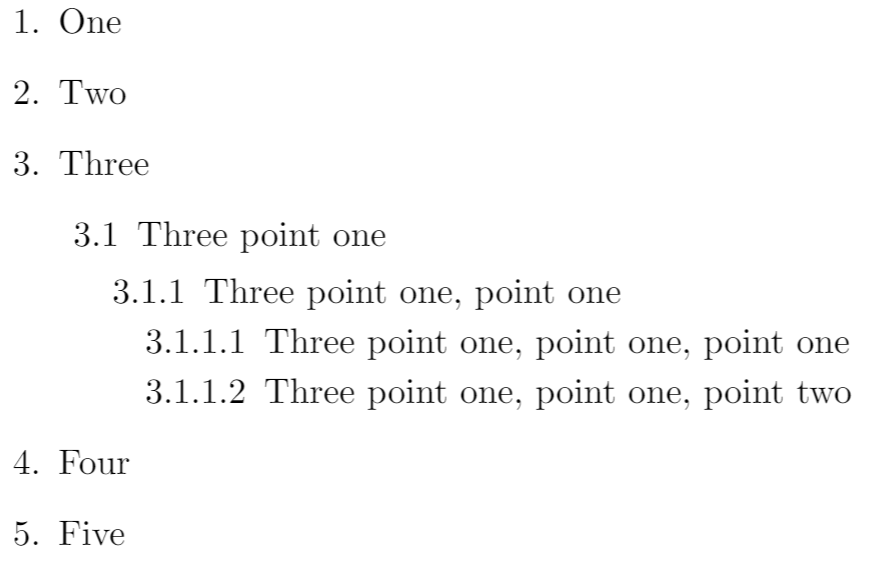 1. One
2. Two
3. Three
3.1 Three point one
3.1.1 Three point one, point one
3.1.1.1 Three point one, point one, point one
3.1.1.2 Three point one, point one, point two
4. Four
5. Five